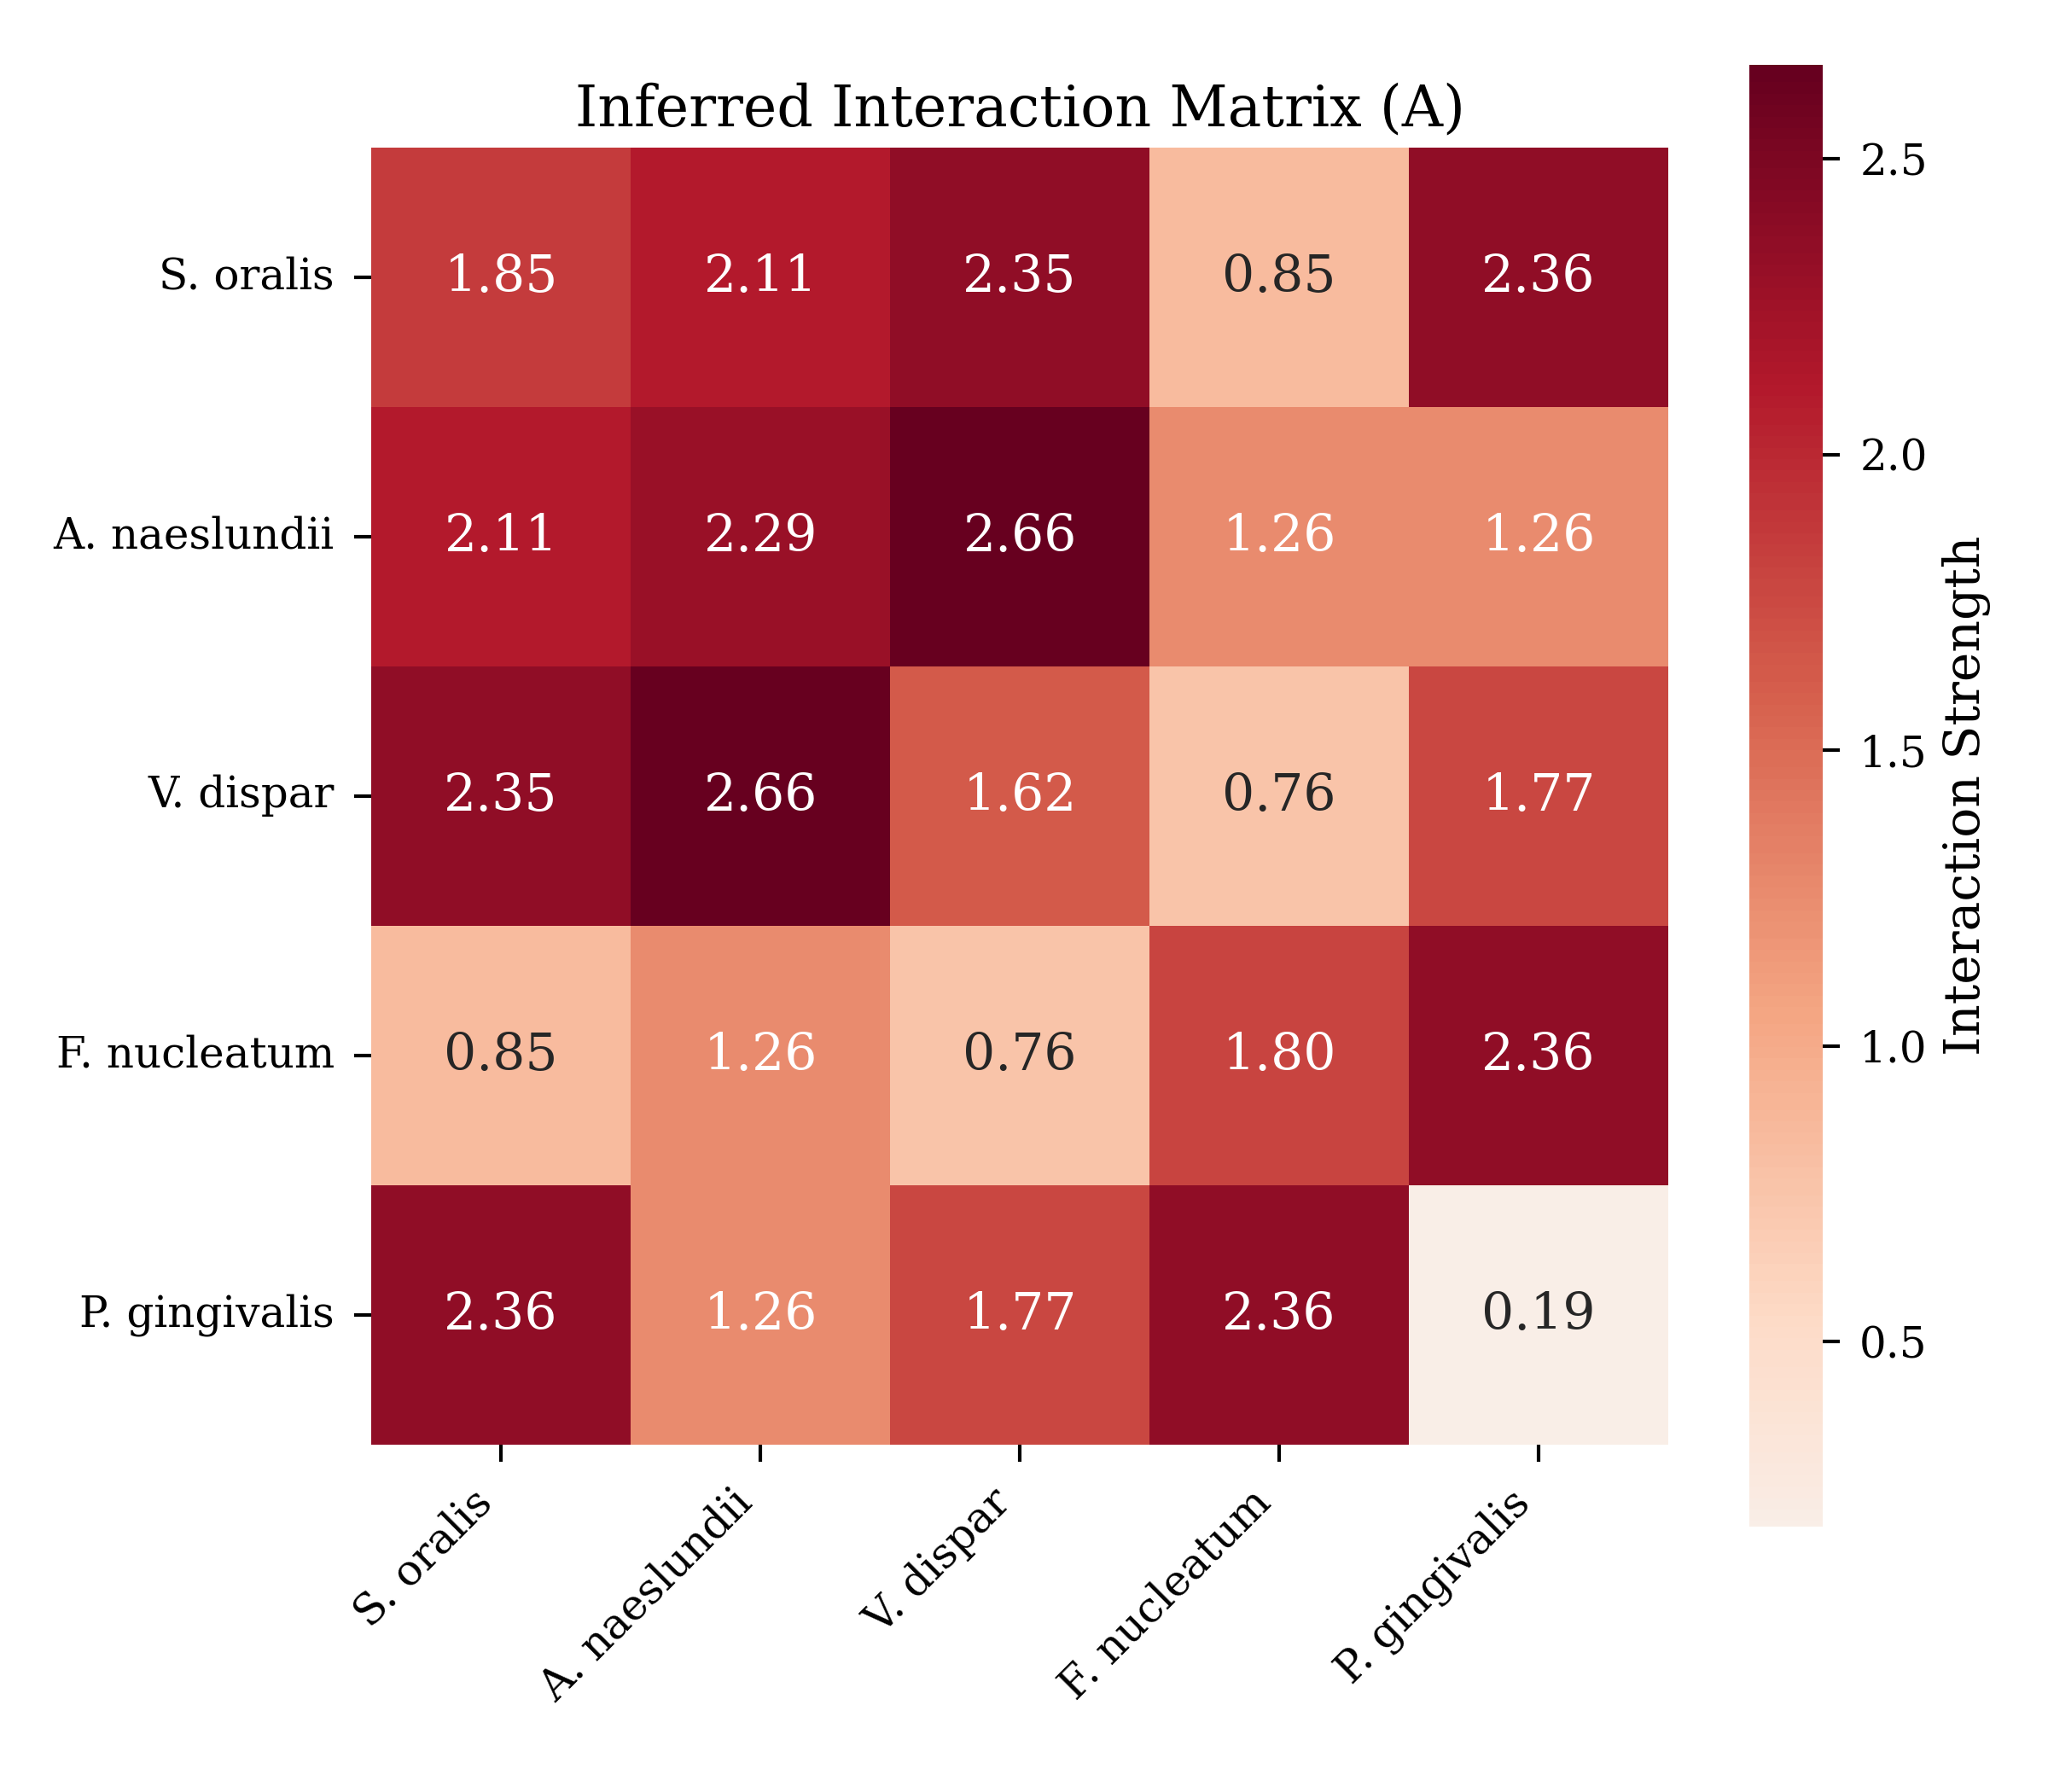 Inferred Interaction Matrix (A)
S. oralis 1.85 2.11 2.35 0.85 2.36
A. naeslundii 2.11 2.29 2.66 1.26 1.26
V. dispar 2.35 2.66 1.62 0.76 1.77
F. nucleatum 0.85 1.26 0.76 1.80 2.36
P. gingivalis 2.36 1.26 1.77 2.36 0.19
S. oralis
A. naeslundii
V. dispar
F. nucleatum
P. gingivalis
2.5
2.0
1.5
1.0
0.5
Interaction Strength